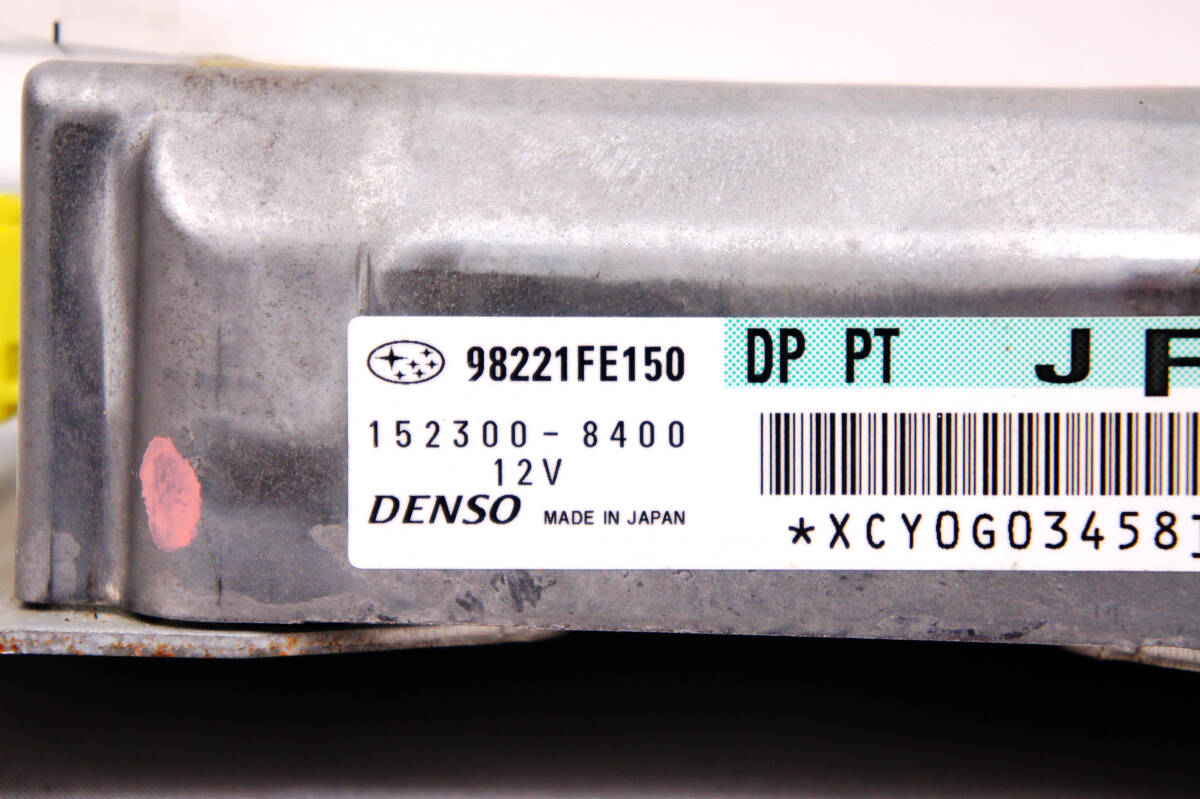 98221FE150 DP PT J F
152300-8400
12V
DENSO MADE IN JAPAN
*XCY0G03458